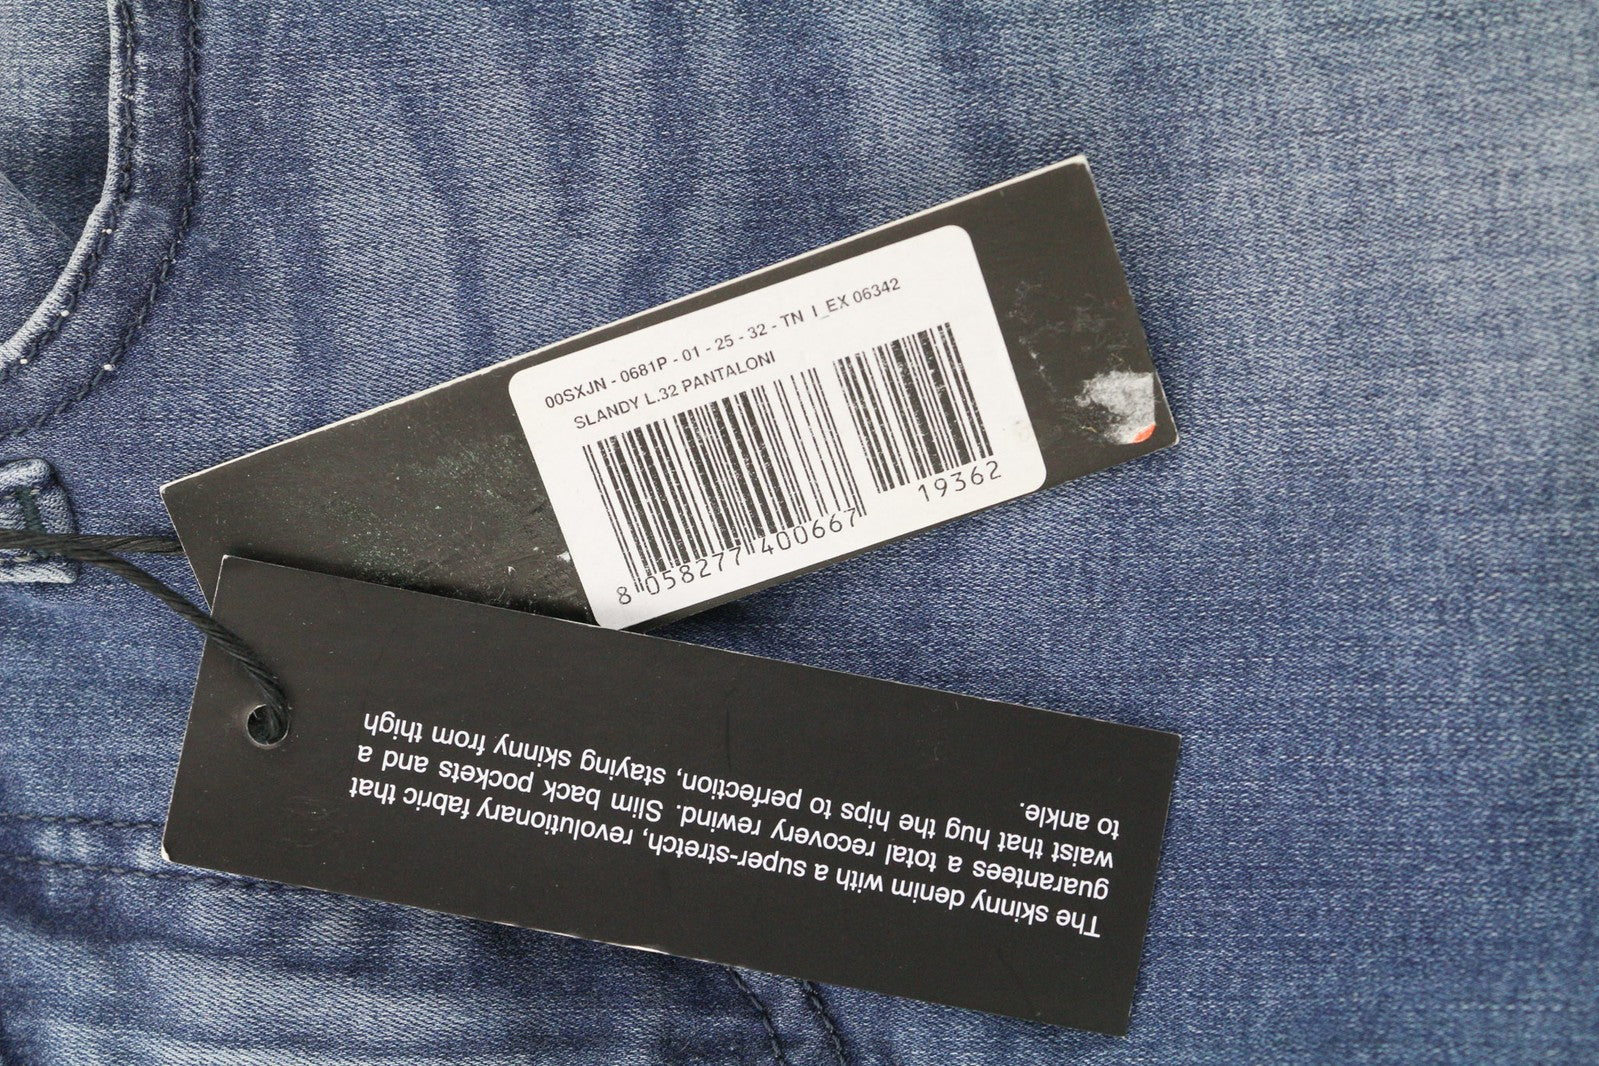 00SXJN - 0681P - 01 - 25 - 32 - TN I_EX 06342
SLANDY L.32 PANTALONI
8 058277 400667
19362
The skinny denim with a super-stretch, revolutionary fabric that
guarantees a total recovery rewind. Slim back pockets and a
waist that hug the hips to perfection, staying skinny from thigh
to ankle.